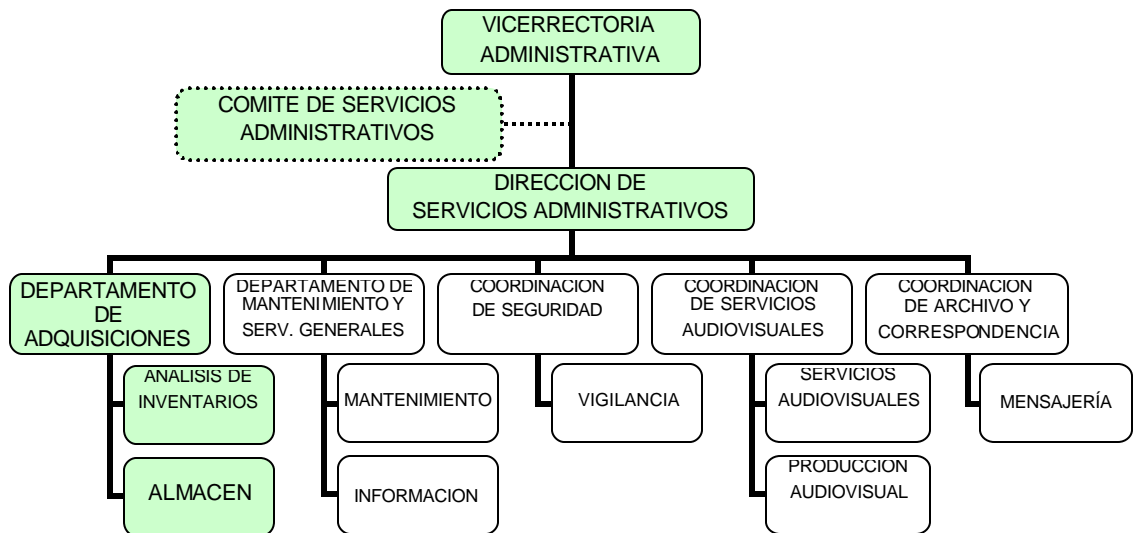 VICERRECTORIA
ADMINISTRATIVA
COMITE DE SERVICIOS
ADMINISTRATIVOS
DIRECCION DE
SERVICIOS ADMINISTRATIVOS
DEPARTAMENTO
DE
ADQUISICIONES
DEPARTAMENTO DE
MANTENIMIENTO Y
SERV. GENERALES
COORDINACION
DE SEGURIDAD
COORDINACION
DE SERVICIOS
AUDIOVISUALES
COORDINACION
DE ARCHIVO Y
CORRESPONDENCIA
ANALISIS DE
INVENTARIOS
MANTENIMIENTO
VIGILANCIA
SERVICIOS
AUDIOVISUALES
MENSAJERÍA
ALMACEN
INFORMACION
PRODUCCION
AUDIOVISUAL